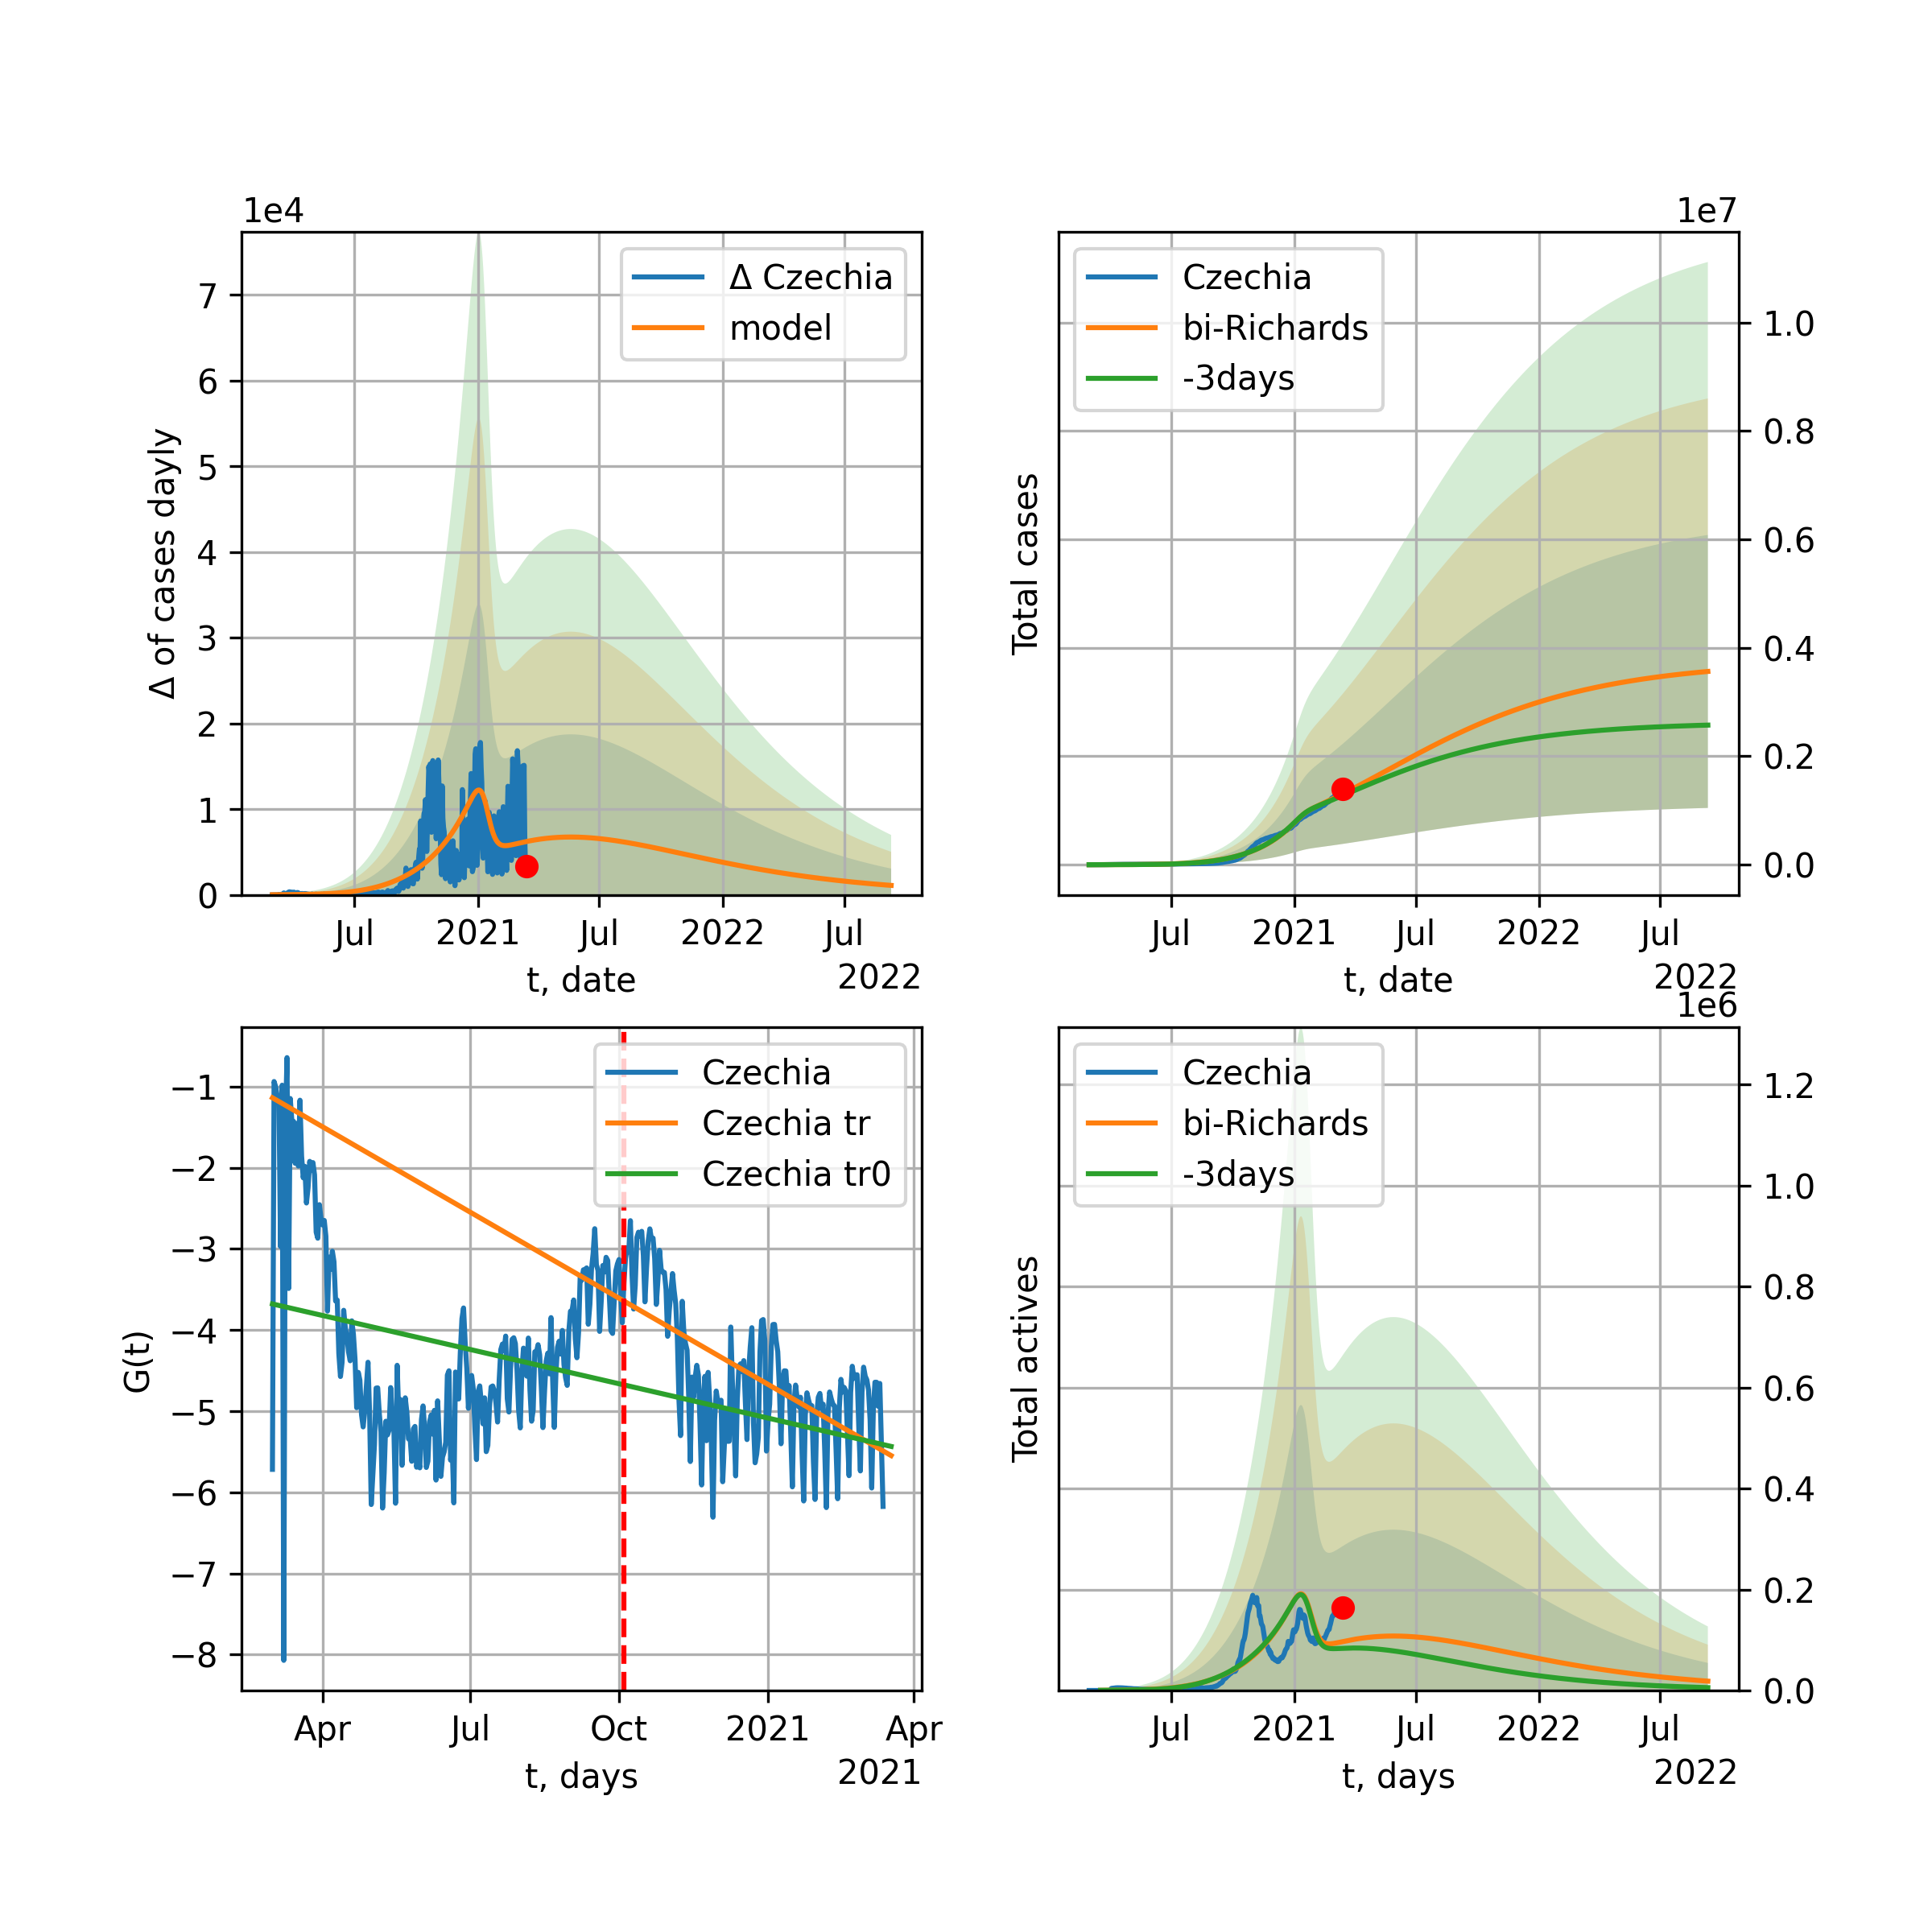 1e4
Δ of cases dayly
7
6
5
4
3
2
1
0
Δ Czechia
model
Jul
2021
Jul
2022
Jul
t, date
2022
1e7
Total cases
Czechia
bi-Richards
-3days
1.0
0.8
0.6
0.4
0.2
0.0
Jul
2021
Jul
2022
Jul
t, date
2022
G(t)
−1
−2
−3
−4
−5
−6
−7
−8
Czechia
Czechia tr
Czechia tr0
Apr
Jul
Oct
2021
Apr
t, days
2021
1e6
Total actives
Czechia
bi-Richards
-3days
1.2
1.0
0.8
0.6
0.4
0.2
0.0
Jul
2021
Jul
2022
Jul
t, days
2022